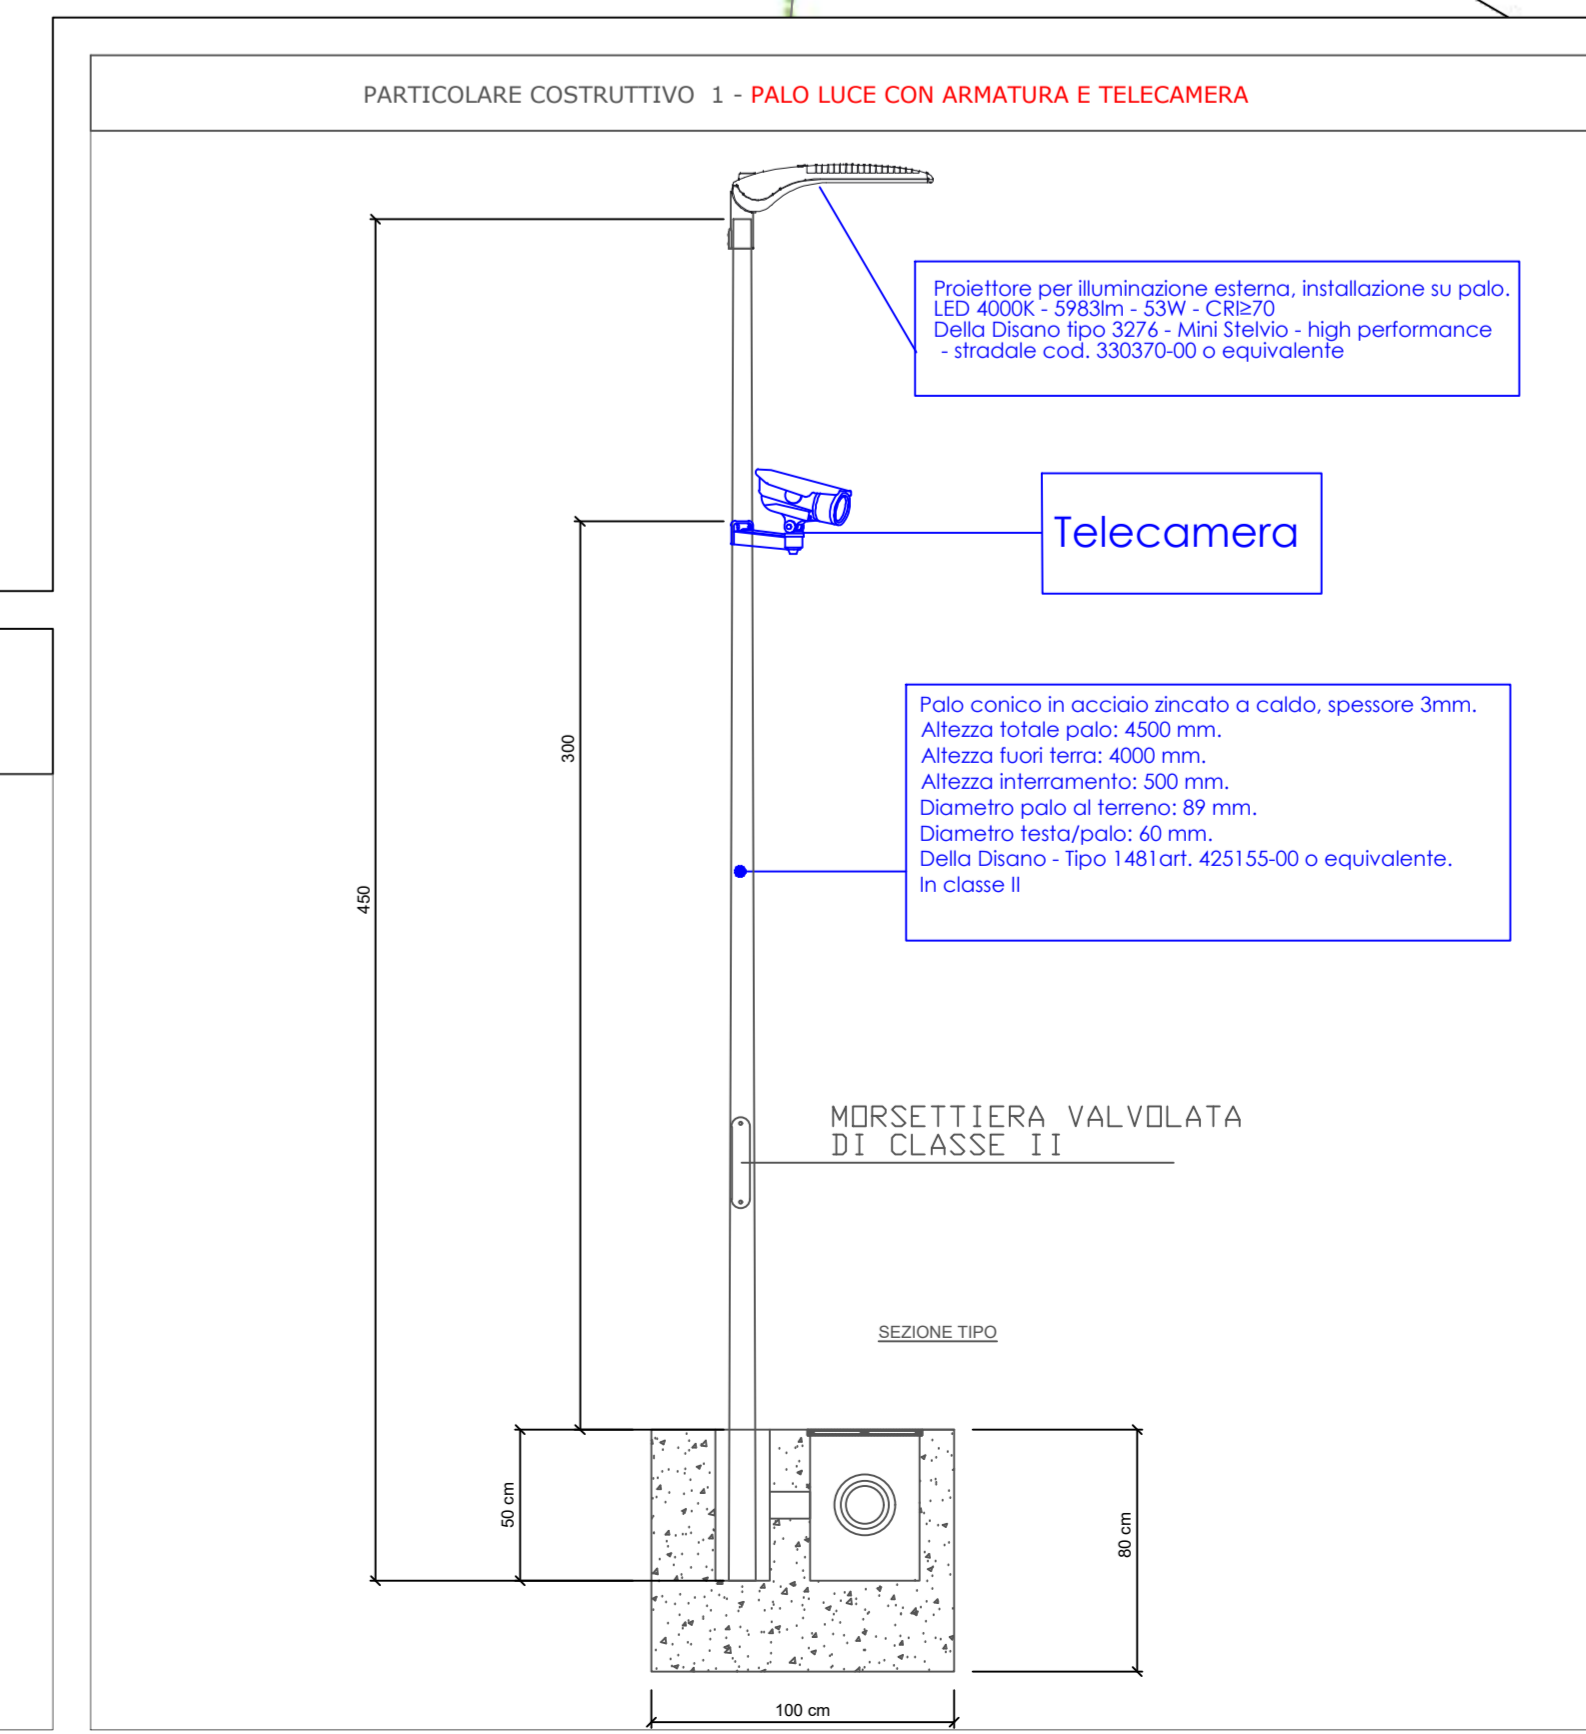 PARTICOLARE COSTRUTTIVO 1 - PALO LUCE CON ARMATURA E TELECAMERA
Proiettore per illuminazione esterna, installazione su palo.
LED 4000K - 5983lm - 53W - CRI≥70
Della Disano tipo 3276 - Mini Stelvio - high performance
- stradale cod. 330370-00 o equivalente
Telecamera
300
Palo conico in acciaio zincato a caldo, spessore 3mm.
Altezza totale palo: 4500 mm.
Altezza fuori terra: 4000 mm.
Altezza interramento: 500 mm.
Diametro palo al terreno: 89 mm.
Diametro testa/palo: 60 mm.
Della Disano - Tipo 1481art. 425155-00 o equivalente.
In classe II
450
MORSETTIERA VALVOLATA
DI CLASSE II
SEZIONE TIPO
50 cm
80 cm
100 cm